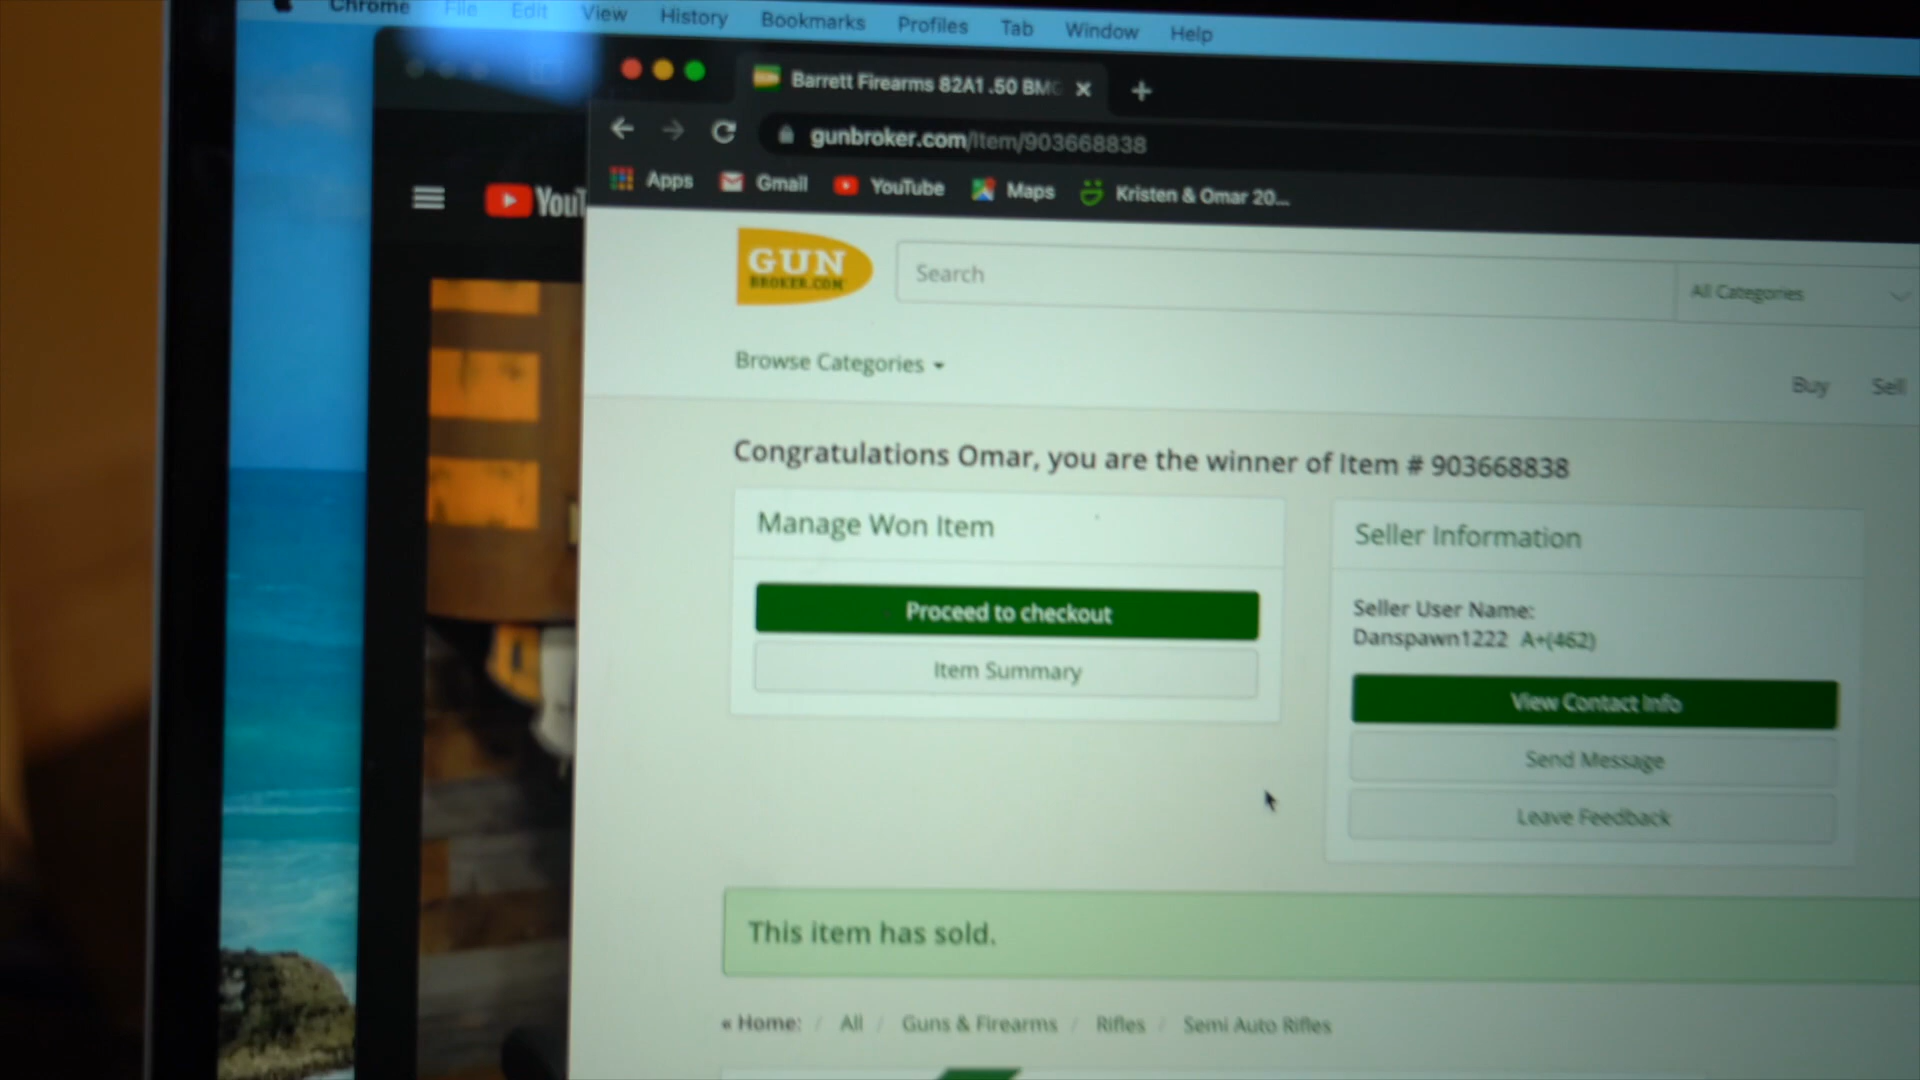 Chrome File Edit View History Bookmarks Profiles Tab Window Help
Barrett Firearms 82A1 .50 BMG
gunbroker.com/item/903668838
Apps Gmail YouTube Maps Kristen & Omar 20...
YouT
GUN
BROKER.COM
Search
All Categories
Browse Categories
Buy Sell
Congratulations Omar, you are the winner of Item # 903668838
Manage Won Item
Proceed to checkout
Item Summary
Seller Information
Seller User Name:
Danspawn1222 A+(462)
View Contact Info
Send Message
Leave Feedback
This item has sold.
« Home: / All / Guns & Firearms / Rifles / Semi Auto Rifles